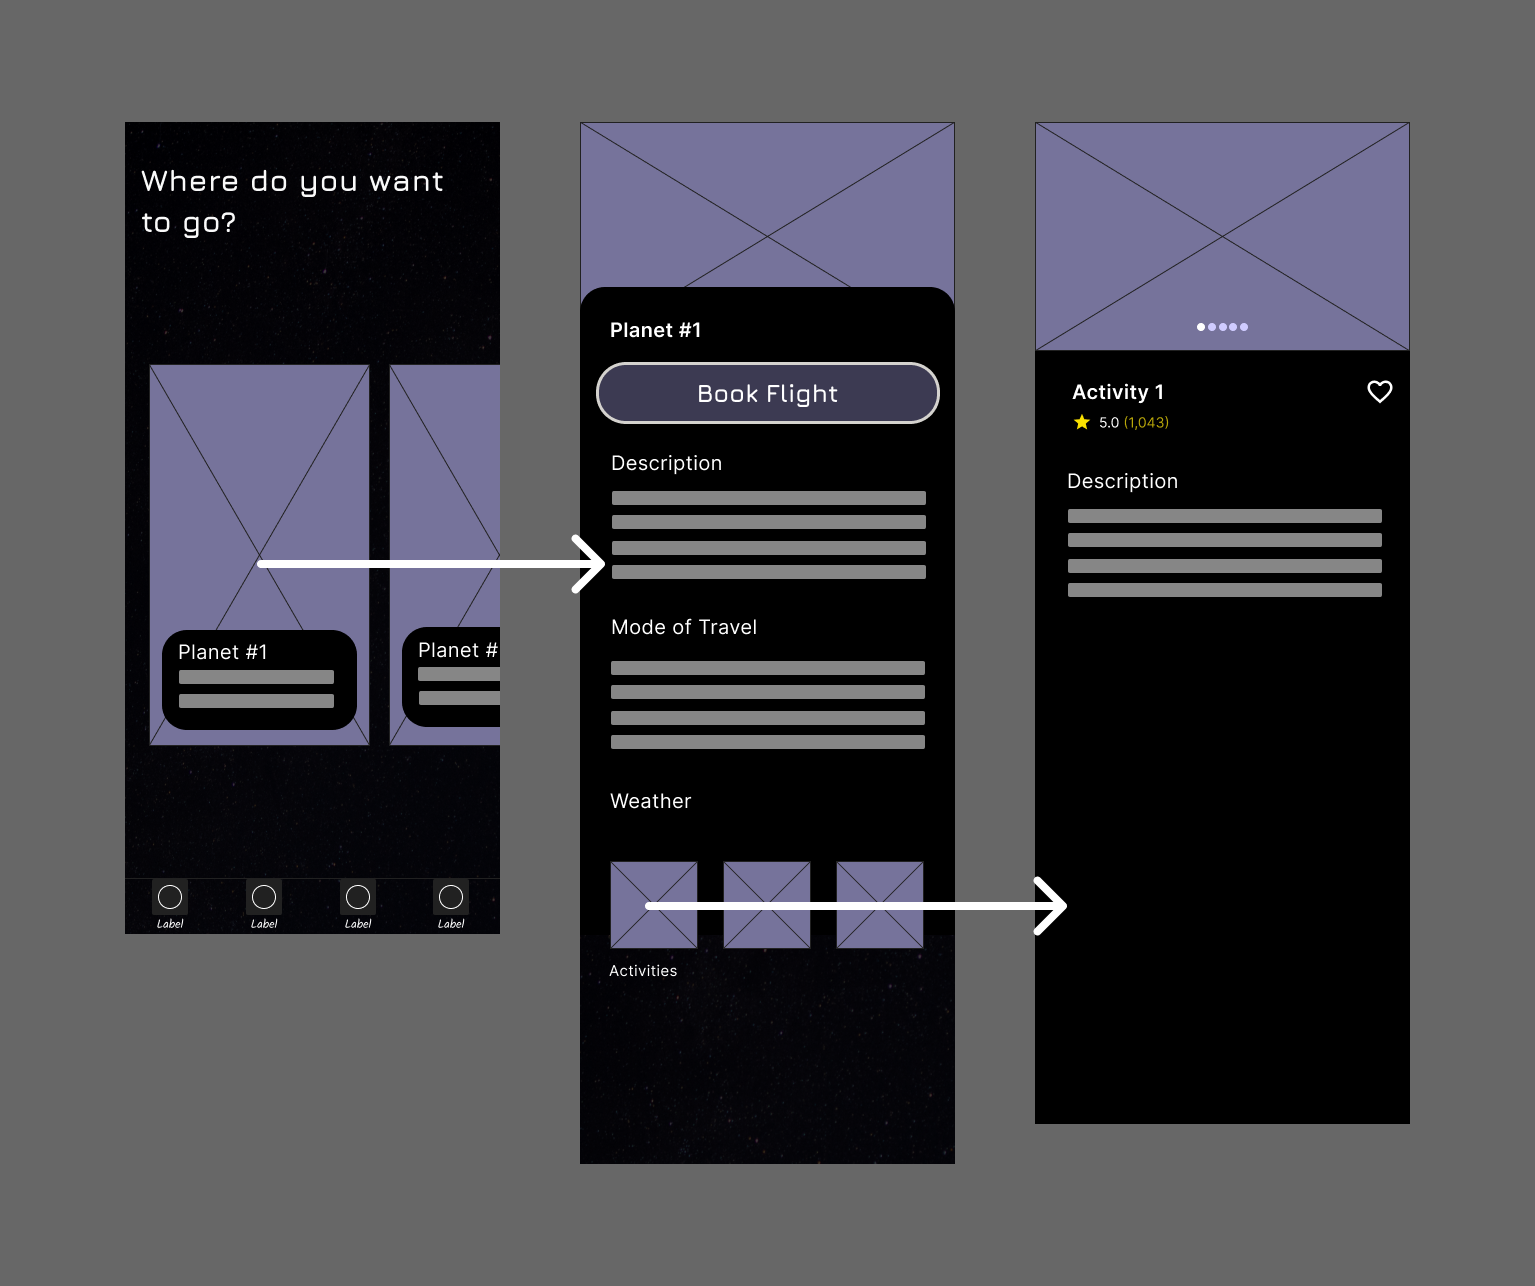 Where do you want
to go?
Planet #1
Planet #
Label
Label
Label
Label
Planet #1
Book Flight
Description
Mode of Travel
Weather
Activities
Activity 1
5.0 (1,043)
Description